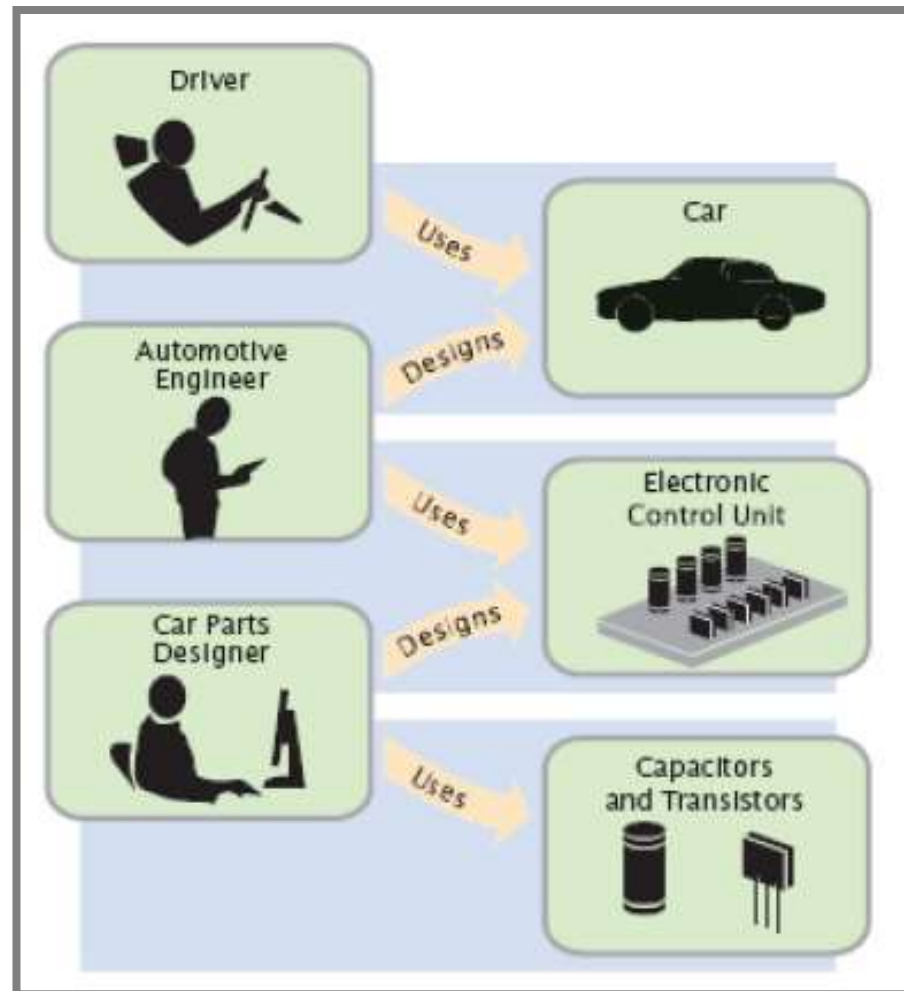 Driver
Uses
Car
Designs
Automotive
Engineer
Uses
Electronic
Control Unit
Designs
Car Parts
Designer
Uses
Capacitors
and Transistors